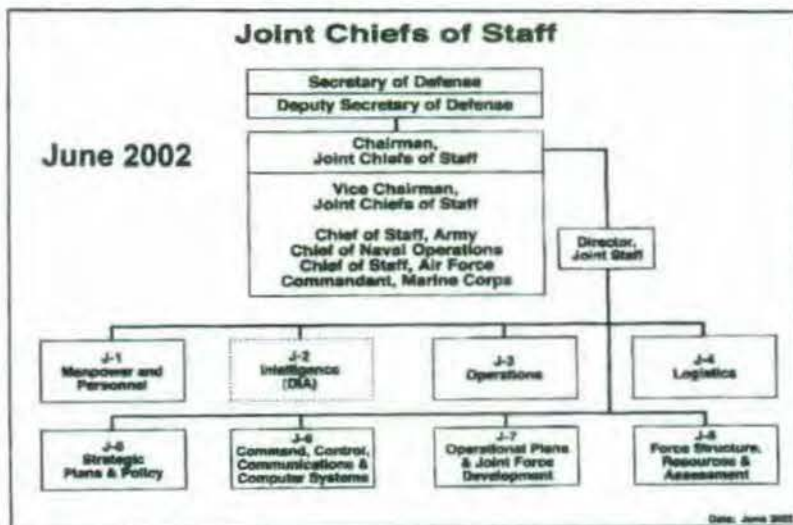 Joint Chiefs of Staff
Secretary of Defense
Deputy Secretary of Defense
June 2002
Chairman,
Joint Chiefs of Staff
Vice Chairman,
Joint Chiefs of Staff
Chief of Staff, Army
Chief of Naval Operations
Chief of Staff, Air Force
Commandant, Marine Corps
Director,
Joint Staff
J-1
Manpower and
Personnel
J-2
Intelligence
(DIA)
J-3
Operations
J-4
Logistics
J-5
Strategic
Plans & Policy
J-6
Command, Control,
Communications &
Computer Systems
J-7
Operational Plans
& Joint Force
Development
J-8
Force Structure,
Resources &
Assessment
Date: June 2002